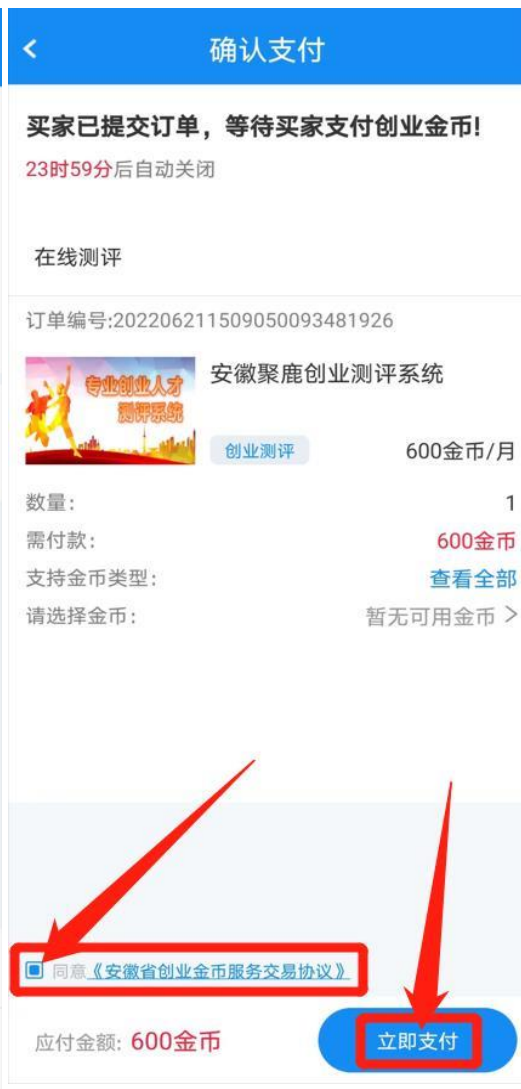 确认支付
买家已提交订单，等待买家支付创业金币!
23时59分后自动关闭
在线测评
订单编号:202206211509050093481926
专业创业人才
测评系统
安徽聚鹿创业测评系统
创业测评
600金币/月
数量:
1
需付款:
600金币
支持金币类型:
查看全部
请选择金币:
暂无可用金币 >
同意《安徽省创业金币服务交易协议》
应付金额: 600金币
立即支付